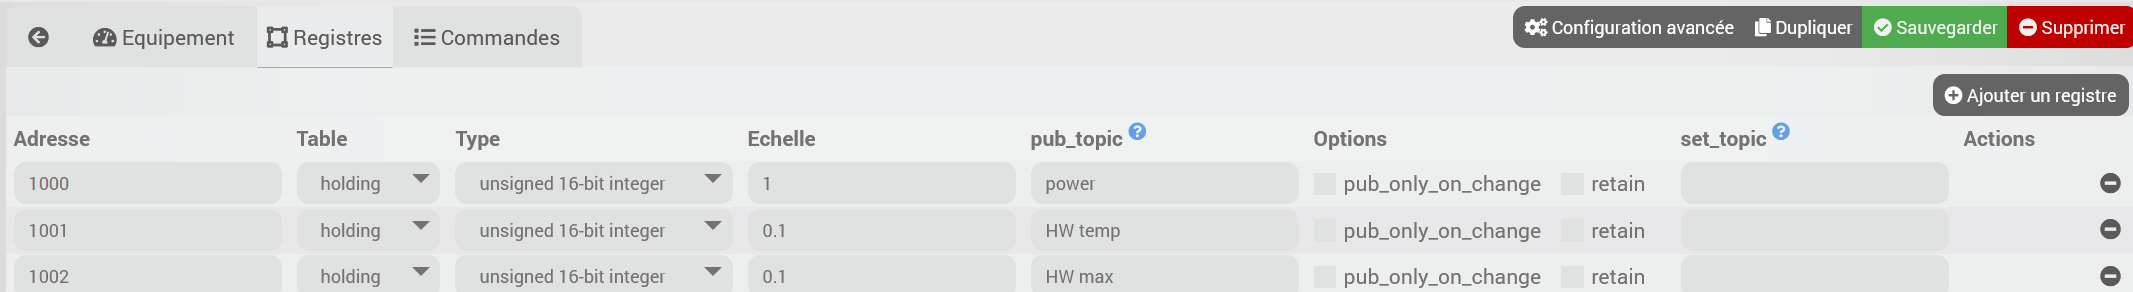 Equipement Registres Commandes Configuration avancée Dupliquer Sauvegarder Supprimer
Ajouter un registre
Adresse Table Type Echelle pub_topic ? Options set_topic ? Actions
1000 holding unsigned 16-bit integer 1 power pub_only_on_change retain
1001 holding unsigned 16-bit integer 0.1 HW temp pub_only_on_change retain
1002 holding unsigned 16-bit integer 0.1 HW max pub_only_on_change retain